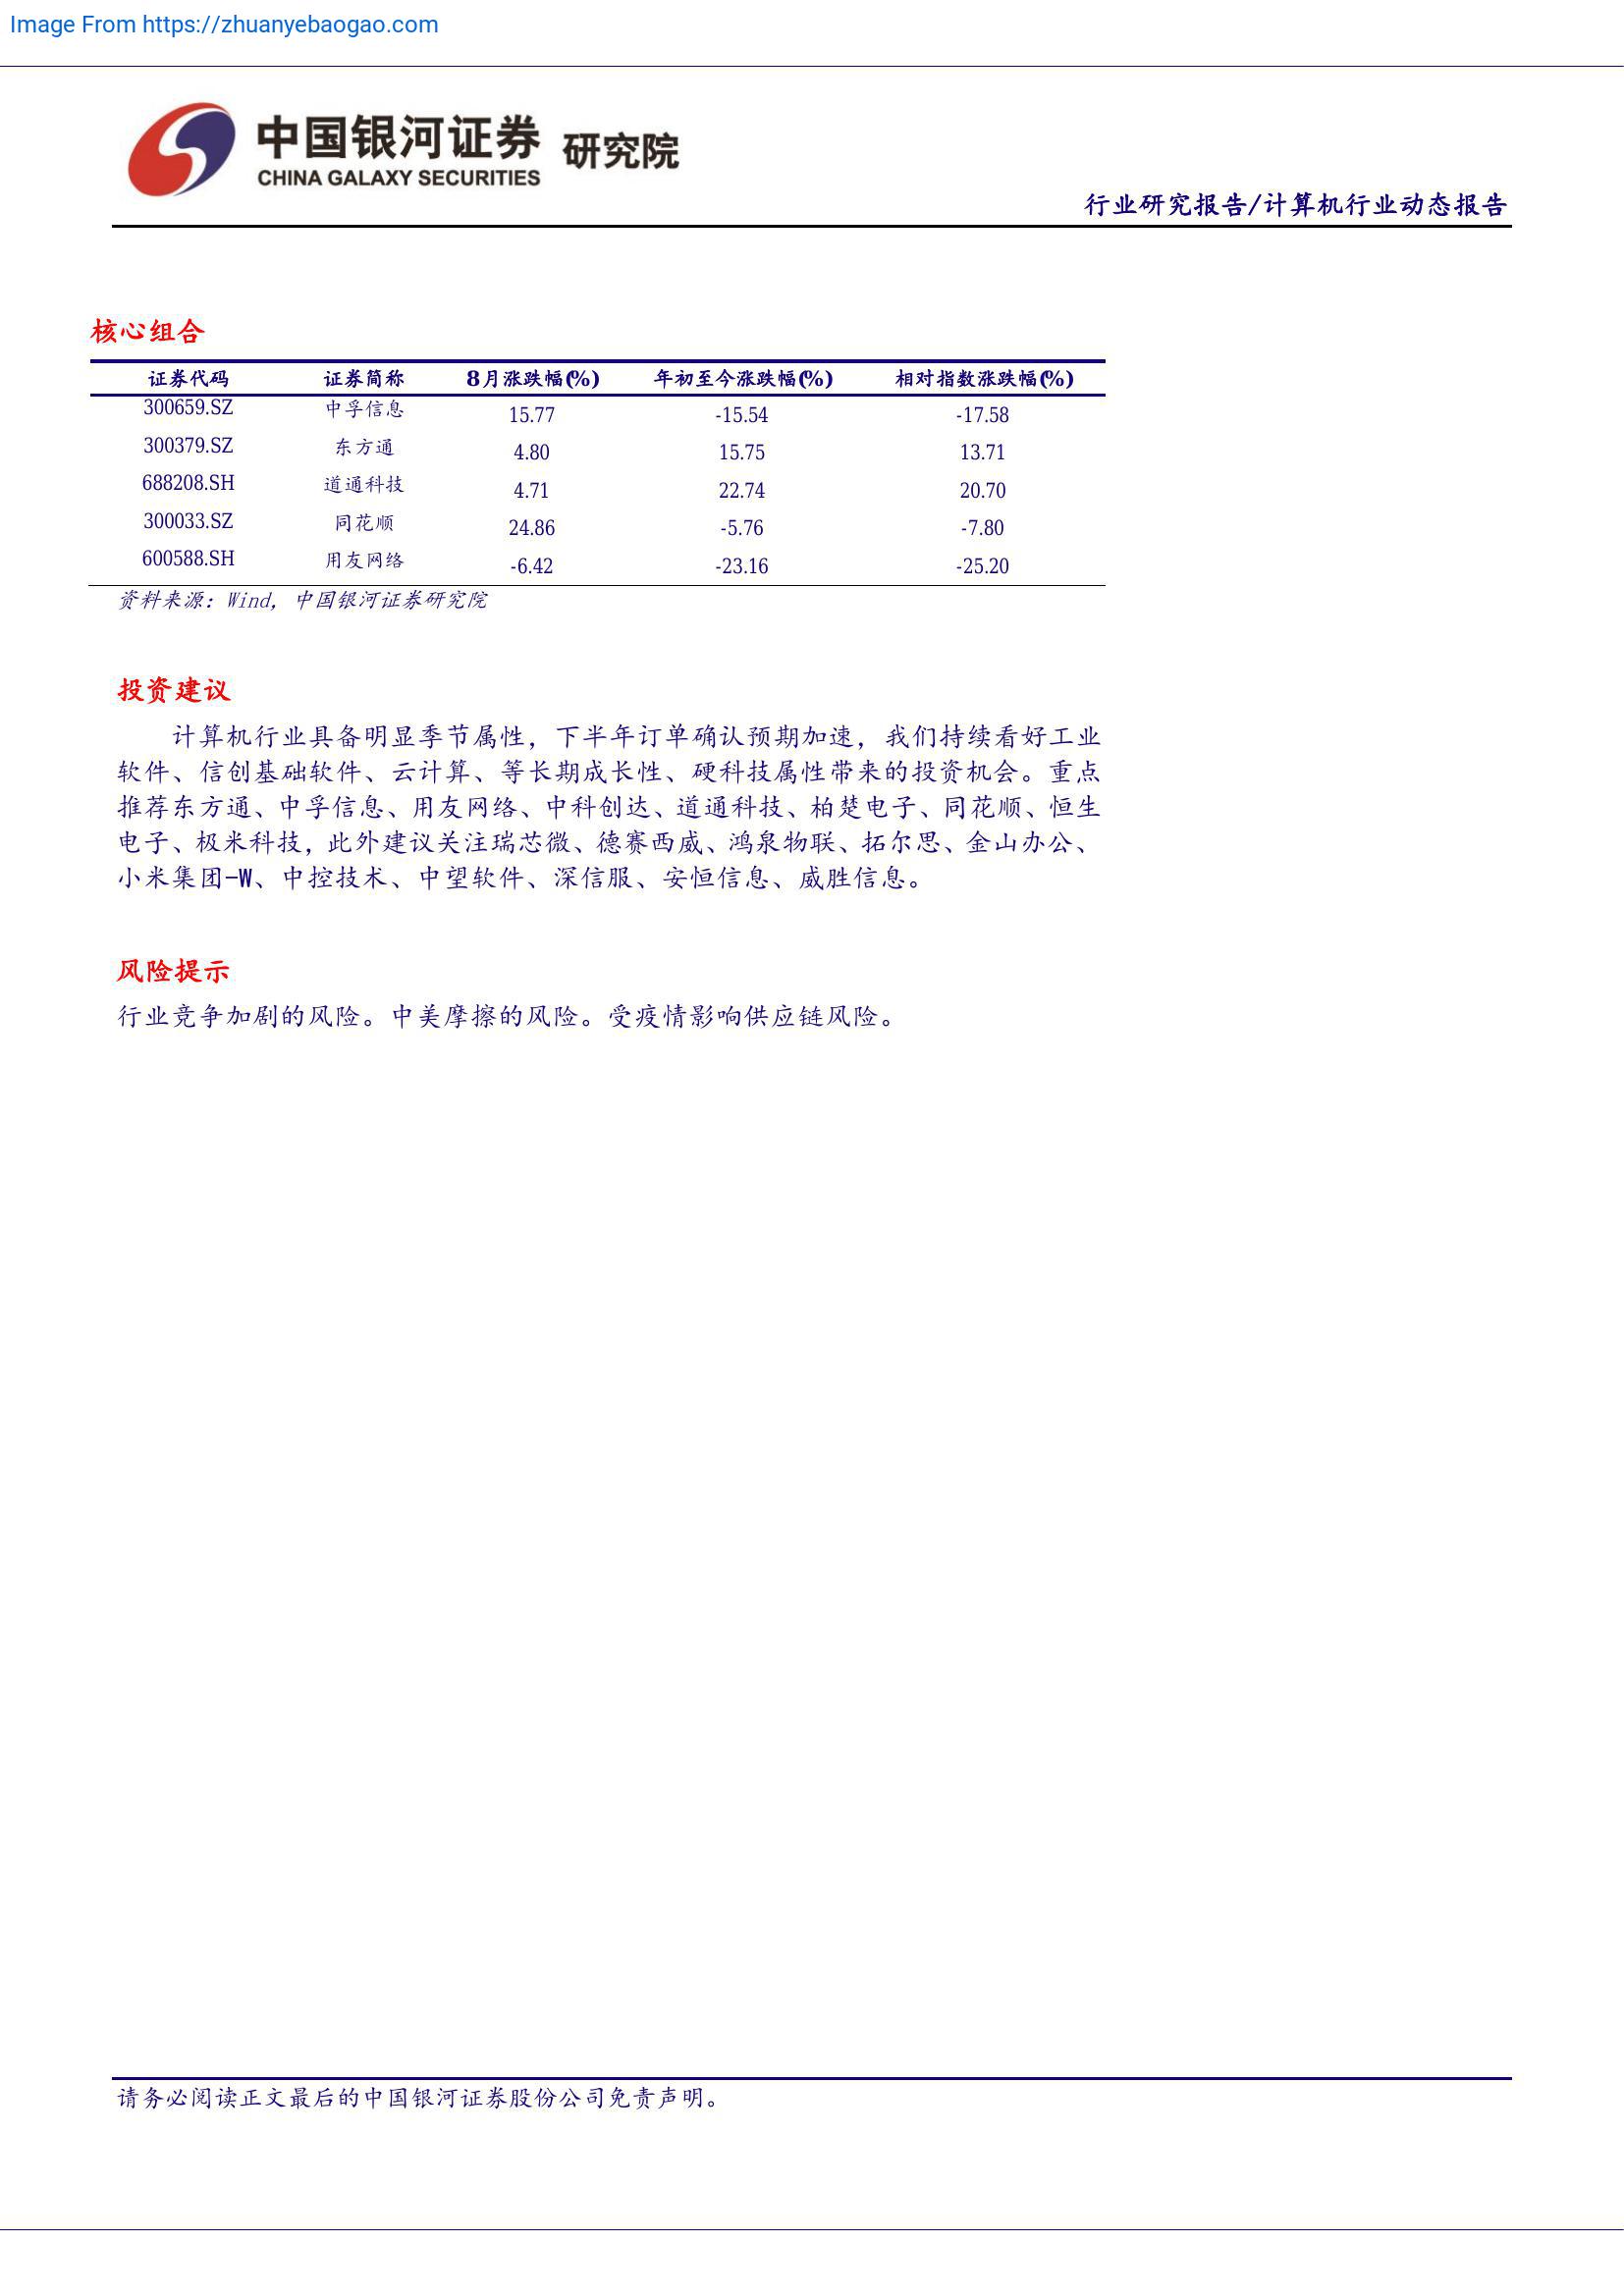 Image From https://zhuanyebaogao.com
中国银河证券 研究院
CHINA GALAXY SECURITIES
行业研究报告/计算机行业动态报告
核心组合
证券代码 证券简称 8月涨跌幅(%) 年初至今涨跌幅(%) 相对指数涨跌幅(%)
300659.SZ 中孚信息 15.77 -15.54 -17.58
300379.SZ 东方通 4.80 15.75 13.71
688208.SH 道通科技 4.71 22.74 20.70
300033.SZ 同花顺 24.86 -5.76 -7.80
600588.SH 用友网络 -6.42 -23.16 -25.20
资料来源：Wind，中国银河证券研究院
投资建议
计算机行业具备明显季节属性，下半年订单确认预期加速，我们持续看好工业
软件、信创基础软件、云计算、等长期成长性、硬科技属性带来的投资机会。重点
推荐东方通、中孚信息、用友网络、中科创达、道通科技、柏楚电子、同花顺、恒生
电子、极米科技，此外建议关注瑞芯微、德赛西威、鸿泉物联、拓尔思、金山办公、
小米集团-W、中控技术、中望软件、深信服、安恒信息、威胜信息。
风险提示
行业竞争加剧的风险。中美摩擦的风险。受疫情影响供应链风险。
请务必阅读正文最后的中国银河证券股份公司免责声明。